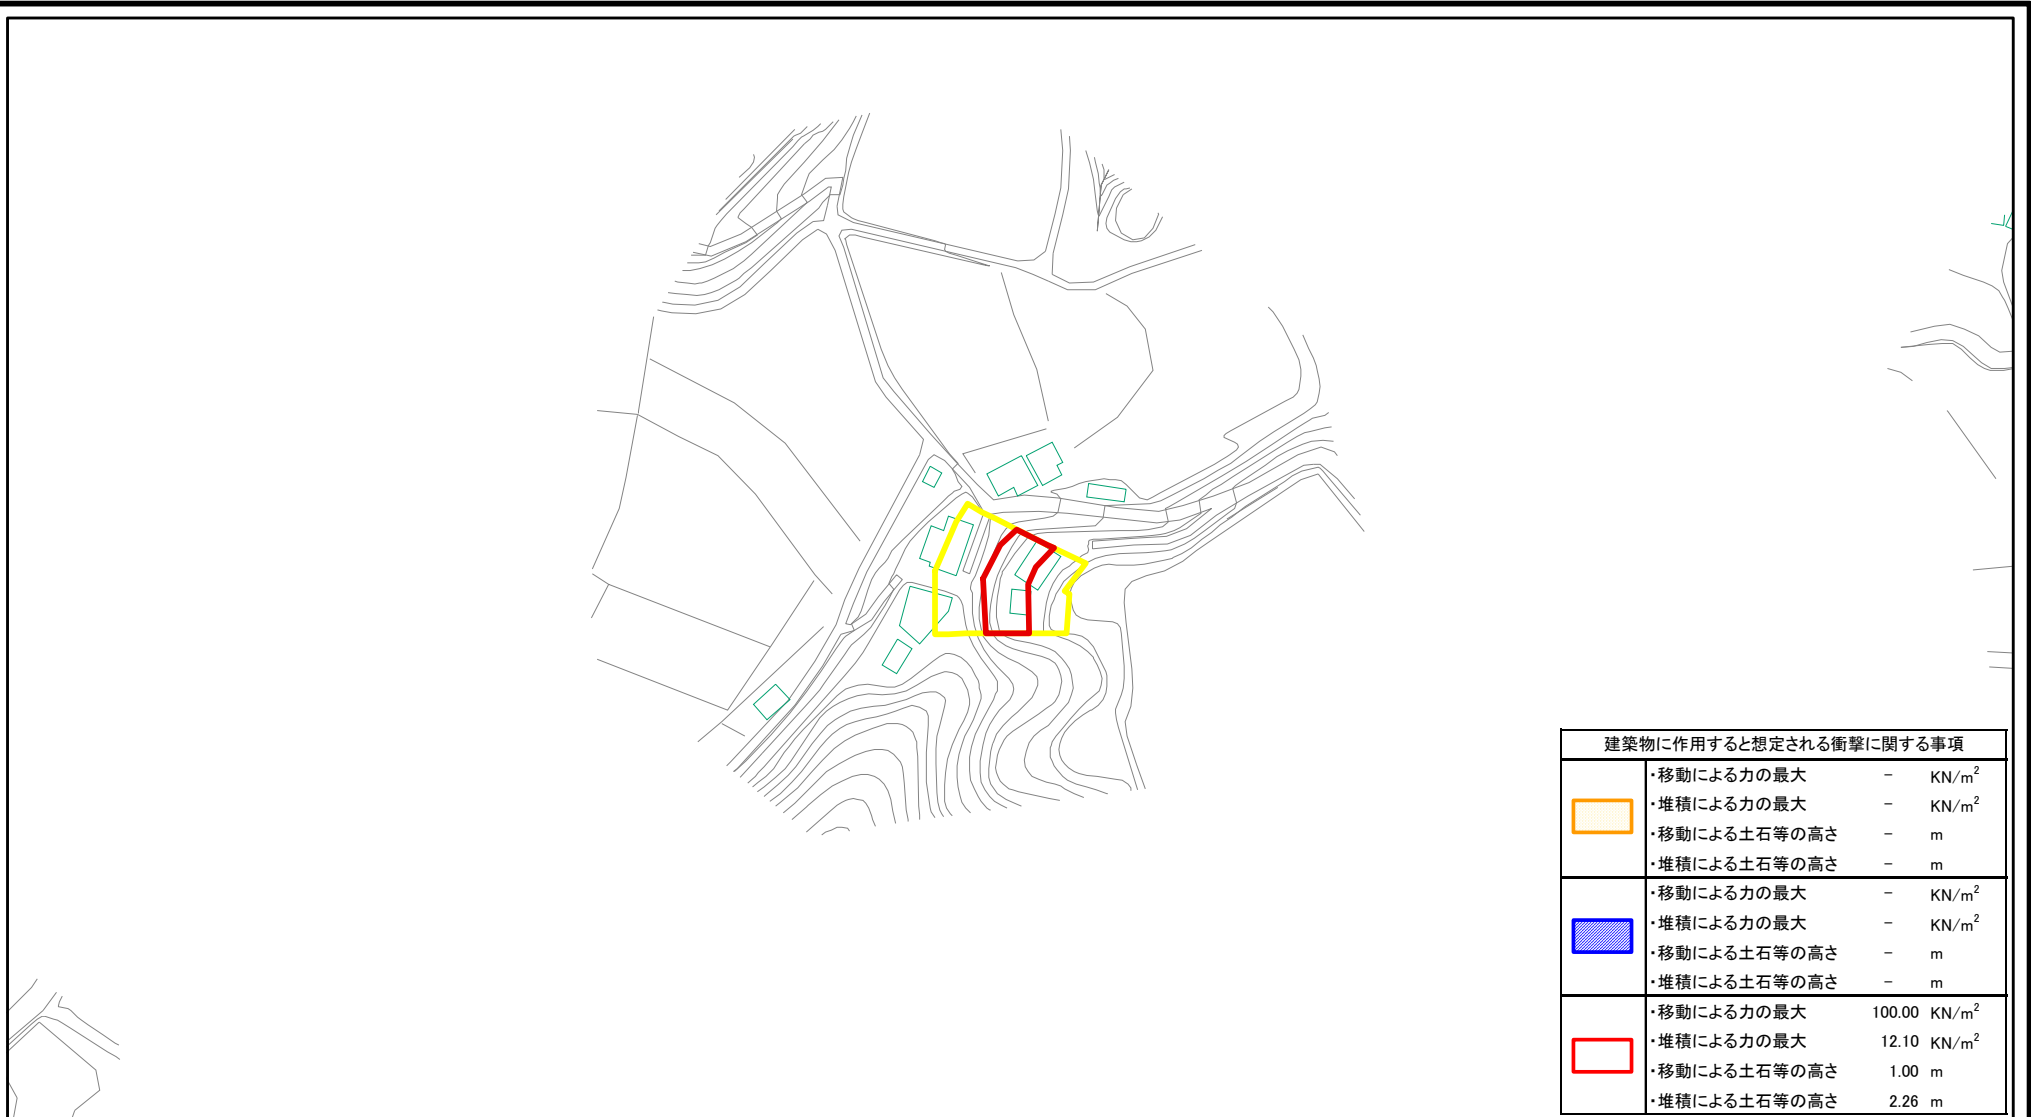 建築物に作用すると想定される衝撃に関する事項
・移動による力の最大 － KN/m²
・堆積による力の最大 － KN/m²
・移動による土石等の高さ － m
・堆積による土石等の高さ － m
・移動による力の最大 － KN/m²
・堆積による力の最大 － KN/m²
・移動による土石等の高さ － m
・堆積による土石等の高さ － m
・移動による力の最大 100.00 KN/m²
・堆積による力の最大 12.10 KN/m²
・移動による土石等の高さ 1.00 m
・堆積による土石等の高さ 2.26 m